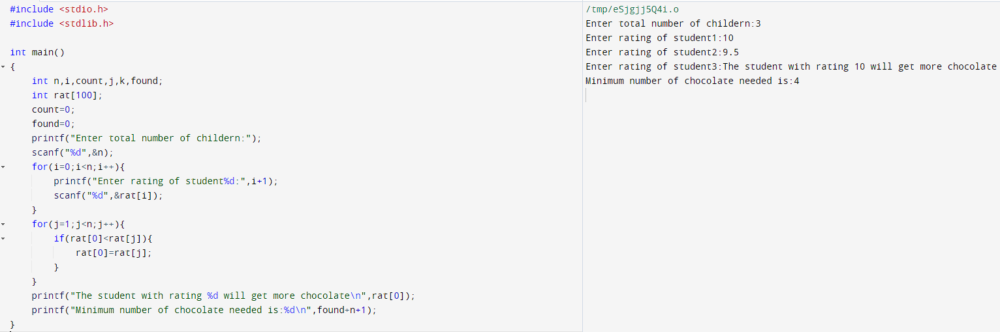 #include <stdio.h>
#include <stdlib.h>
int main()
{
    int n,i,count,j,k,found;
    int rat[100];
    count=0;
    found=0;
    printf("Enter total number of childern:");
    scanf("%d",&n);
    for(i=0;i<n;i++){
        printf("Enter rating of student%d:",i+1);
        scanf("%d",&rat[i]);
    }
    for(j=1;j<n;j++){
        if(rat[0]<rat[j]){
            rat[0]=rat[j];
        }
    }
    printf("The student with rating %d will get more chocolate\n",rat[0]);
    printf("Minimum number of chocolate needed is:%d\n",found+n+1);
}
/tmp/eSjgjj5Q4i.o
Enter total number of childern:3
Enter rating of student1:10
Enter rating of student2:9.5
Enter rating of student3:The student with rating 10 will get more chocolate
Minimum number of chocolate needed is:4